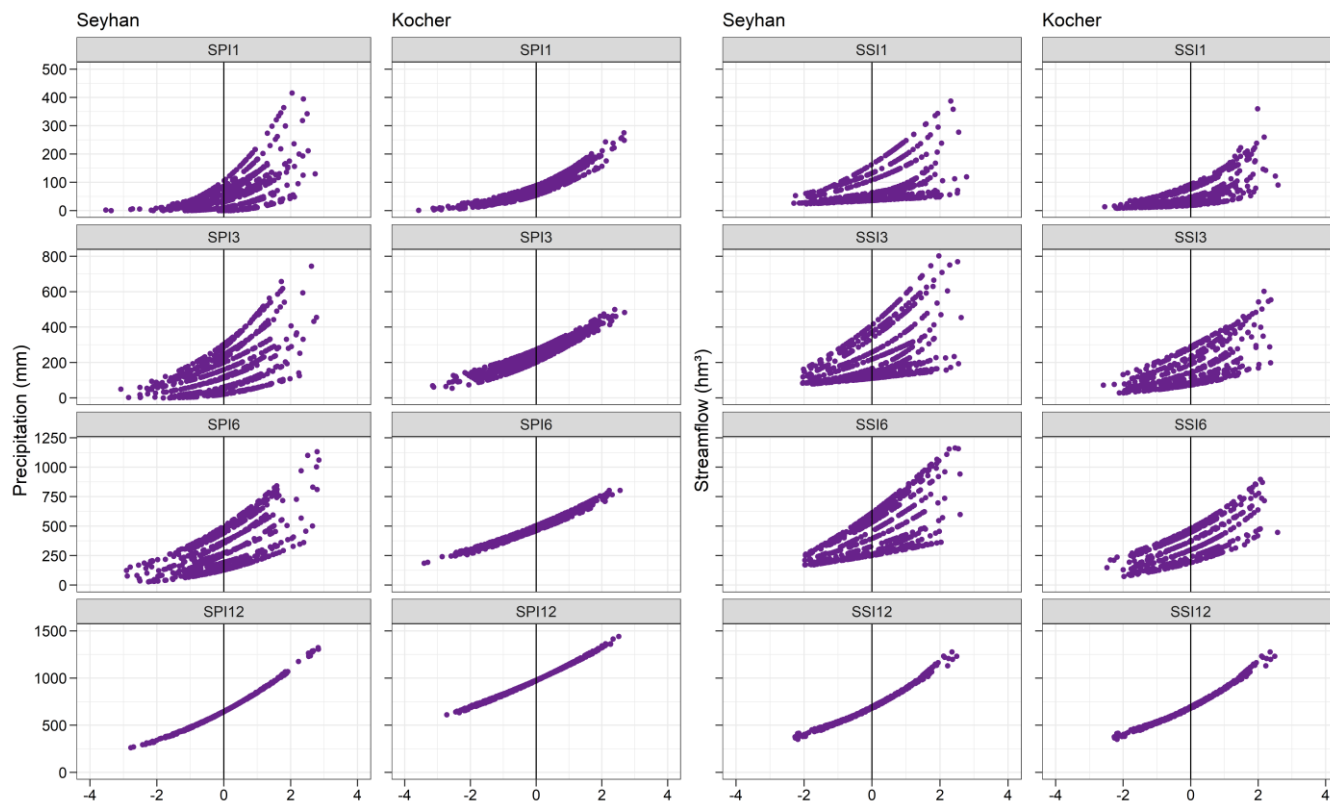 Seyhan Kocher Seyhan Kocher
SPI1 SPI1 SSI1 SSI1
500
400
300
200
100
0
SPI3 SPI3 SSI3 SSI3
800
600
400
200
0
SPI6 SPI6 SSI6 SSI6
1250
1000
750
500
250
0
SPI12 SPI12 SSI12 SSI12
1500
1000
500
0
-4 -2 0 2 4 -4 -2 0 2 4 -4 -2 0 2 4 -4 -2 0 2 4
Precipitation (mm)
Streamflow (hm³)